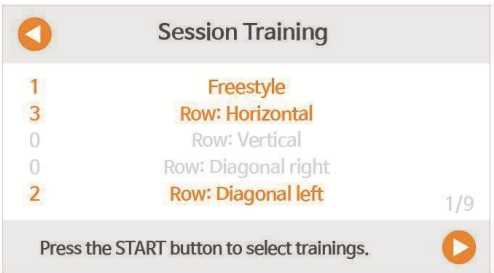 Session Training
1 Freestyle
3 Row: Horizontal
0 Row: Vertical
0 Row: Diagonal right
2 Row: Diagonal left
1/9
Press the START button to select trainings.